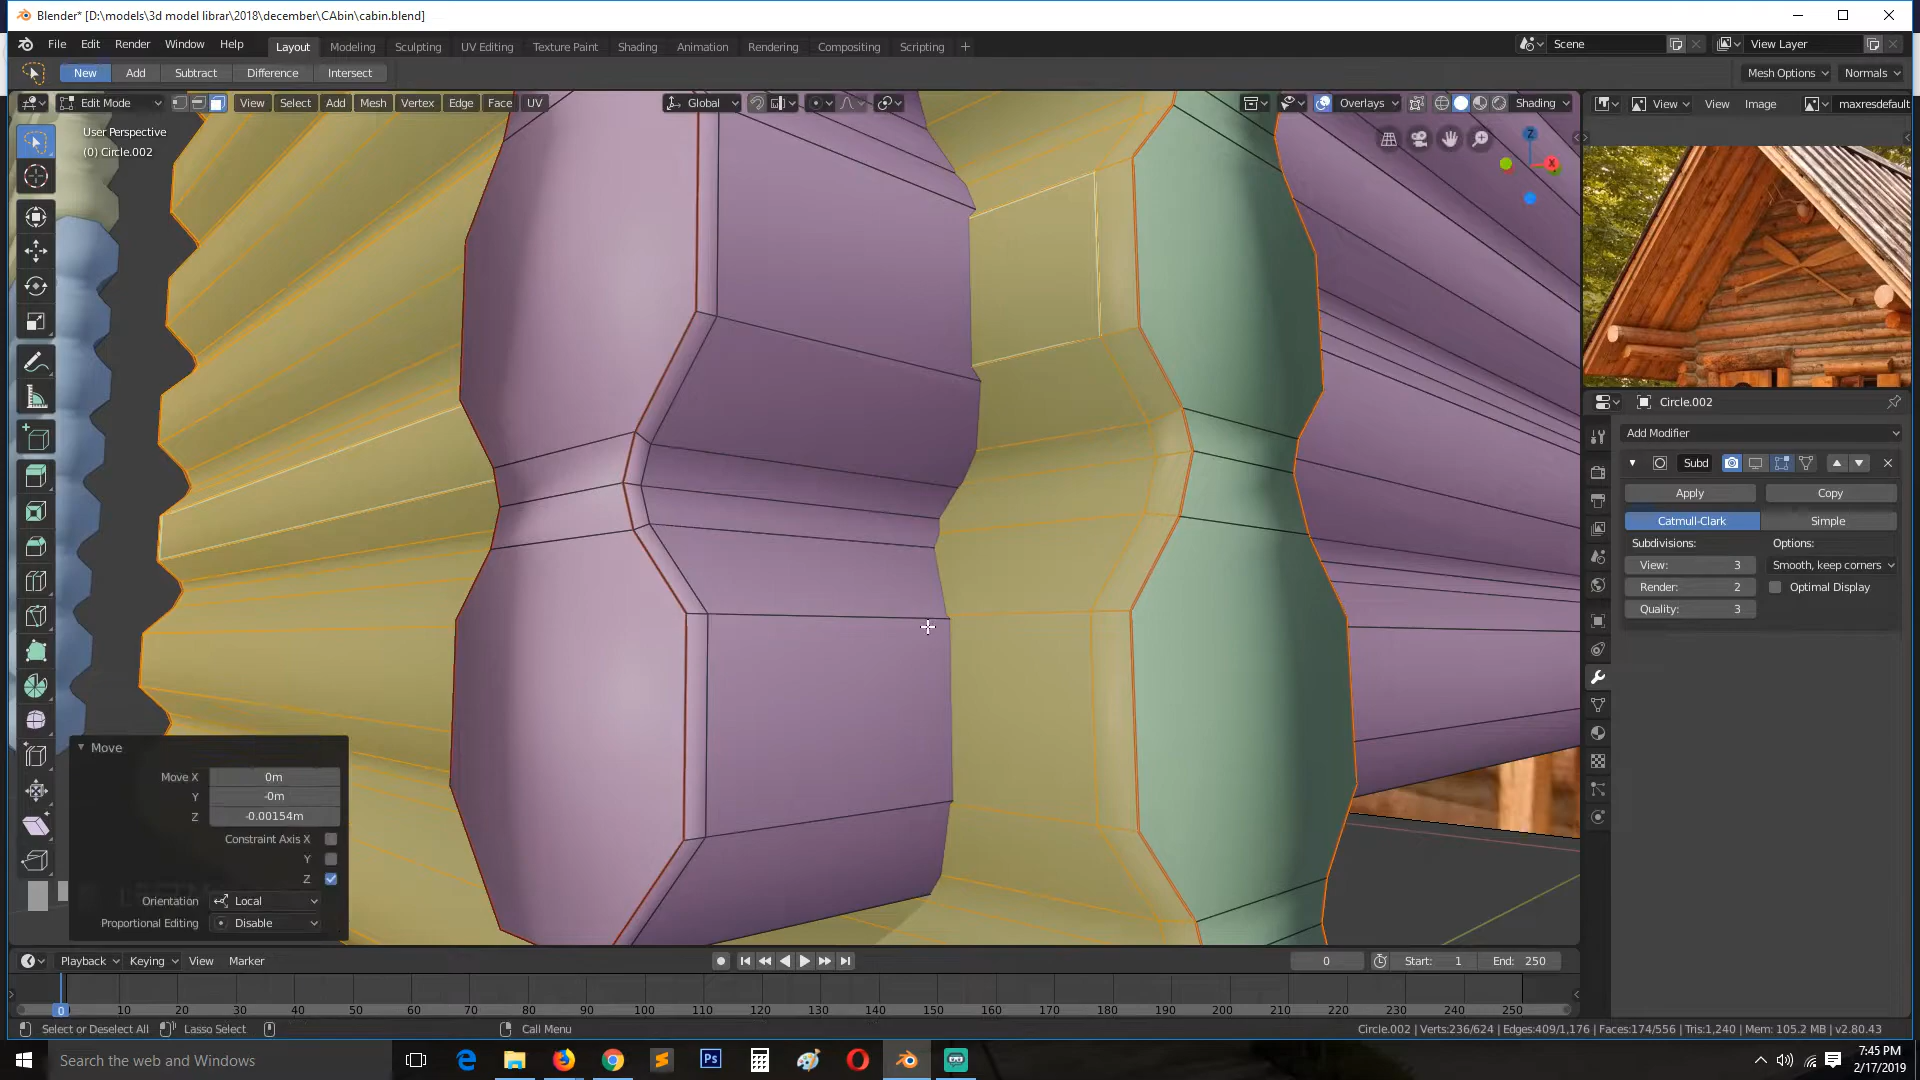 Blender* [D:\models\3d model librar\2018\december\CAbin\cabin.blend]
File Edit Render Window Help Layout Modeling Sculpting UV Editing Texture Paint Shading Animation Rendering Compositing Scripting + Scene View Layer
New Add Subtract Difference Intersect Mesh Options Normals
Edit Mode View Select Add Mesh Vertex Edge Face UV Global Overlays Shading View View Image maxresdefault
User Perspective
(0) Circle.002
Z
X
Circle.002
Add Modifier
Subd
Apply Copy
Catmull-Clark Simple
Subdivisions: Options:
View: 3 Smooth, keep corners
Render: 2 Optimal Display
Quality: 3
Move
Move X 0m
Y -0m
Z -0.00154m
Constraint Axis X
Y
Z
Orientation Local
Proportional Editing Disable
Playback Keying View Marker 0 Start: 1 End: 250
0 10 20 30 40 50 60 70 80 90 100 110 120 130 140 150 160 170 180 190 200 210 220 230 240 250
Select or Deselect All Lasso Select Call Menu Circle.002 | Verts:236/624 | Edges:409/1,176 | Faces:174/556 | Tris:1,240 | Mem: 105.2 MB | v2.80.43
Search the web and Windows Ps 7:45 PM
2/17/2019